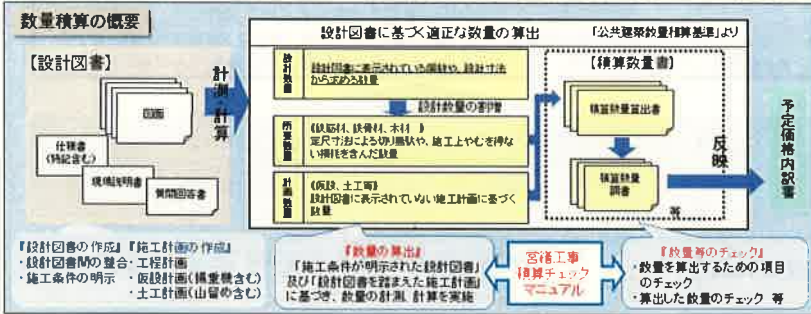 数量積算の概要
設計図書に基づく適正な数量の算出 「公共建築数量積算基準」より
【設計図書】
図面
仕様書
(特記含む)
現場説明書
質問回答書
計測・計算
設計数量
設計図書に表示されている個数や、設計寸法
から求める数量
設計数量の割増
所要数量
(鉄筋材、鉄骨材、木材 )
定尺寸法による切り無駄や、施工上やむを得な
い損耗を含んだ数量
計画数量
(仮設、土工等)
設計図書に表示されていない施工計画に基づく
数量
【積算数量書】
積算数量算出書
積算数量
調書
等
反映
予定価格内訳書
『設計図書の作成』
・設計図書間の整合
・施工条件の明示
『施工計画の作成』
・工程計画
・仮設計画(揚重機含む)
・土工計画(山留め含む)
『数量の算出』
「施工条件が明示された設計図書」
及び「設計図書を踏まえた施工計画」
に基づき、数量の計測、計算を実施
営繕工事
積算チェック
マニュアル
『数量等のチェック』
・数量を算出するための項目
のチェック
・算出した数量のチェック 等